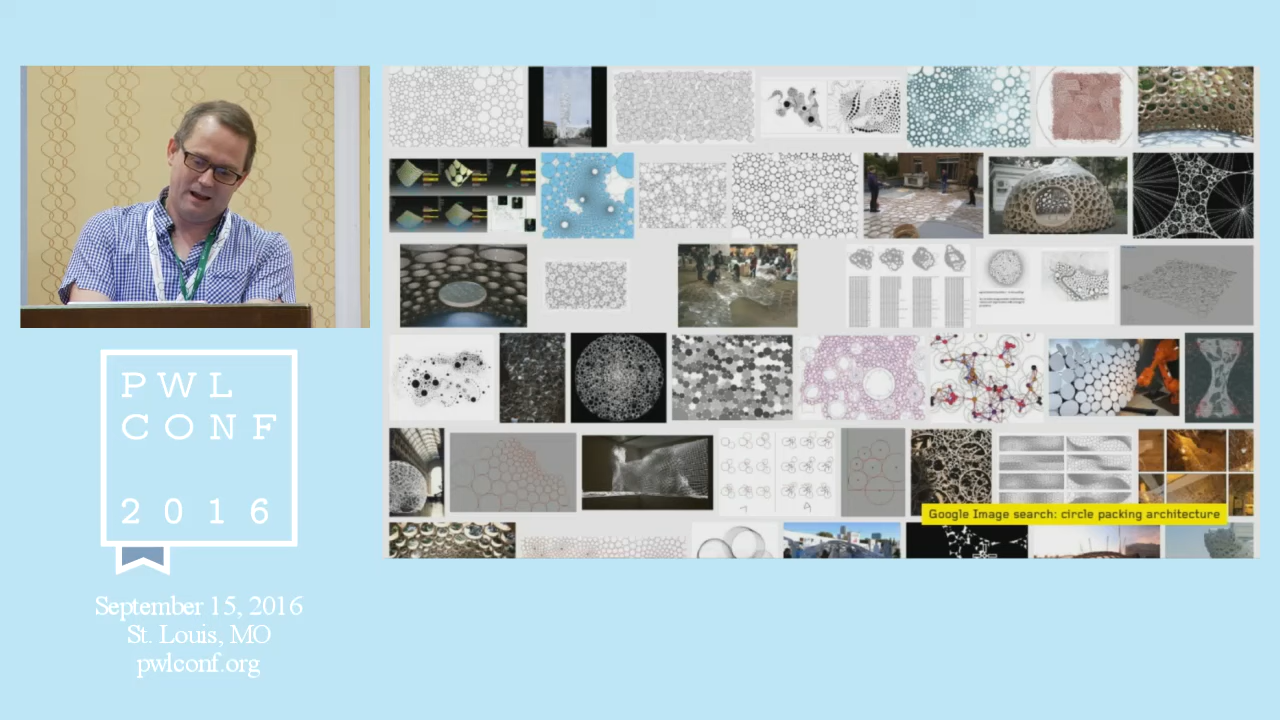 PWL
CONF
2016
September 15, 2016
St. Louis, MO
pwlconf.org
Google Image search: circle packing architecture